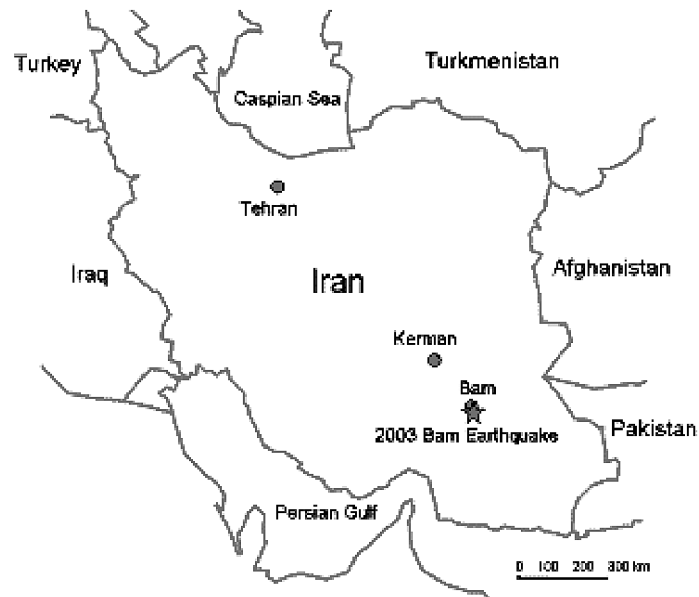 Turkey
Turkmenistan
Caspian Sea
Tehran
Iraq
Iran
Afghanistan
Kerman
Bam
2003 Bam Earthquake
Pakistan
Persian Gulf
0 100 200 300 km